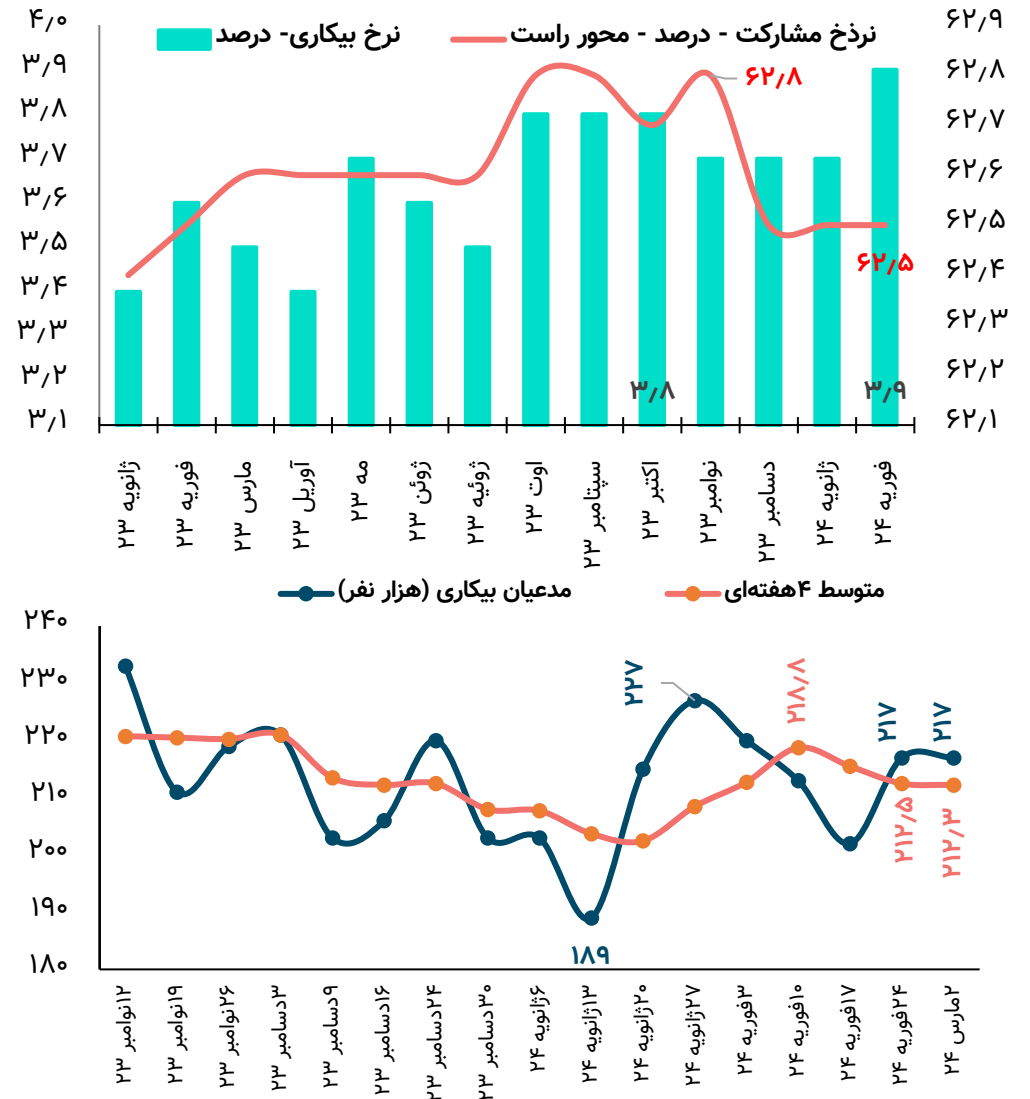 نرخ بیکاری- درصد
نرذخ مشارکت - درصد - محور راست
۴٫۰
۳٫۹
۳٫۸
۳٫۷
۳٫۶
۳٫۵
۳٫۴
۳٫۳
۳٫۲
۳٫۱
۶۲٫۹
۶۲٫۸
۶۲٫۷
۶۲٫۶
۶۲٫۵
۶۲٫۴
۶۲٫۳
۶۲٫۲
۶۲٫۱
۶۲٫۸
۶۲٫۵
۳٫۸
۳٫۹
ژانویه ۲۳
فوریه ۲۳
مارس ۲۳
آوریل ۲۳
مه ۲۳
ژوئن ۲۳
ژوئیه ۲۳
اوت ۲۳
سپتامبر ۲۳
اکتبر ۲۳
نوامبر۲۳
دسامبر ۲۳
ژانویه ۲۴
فوریه ۲۴
مدعیان بیکاری (هزار نفر)
متوسط ۴هفته‌ای
۲۴۰
۲۳۰
۲۲۰
۲۱۰
۲۰۰
۱۹۰
۱۸۰
۲۲۷
۲۱۸٫۸
۲۱۷
۲۱۷
۲۱۲٫۵
۲۱۲٫۳
۱۸۹
۱۲نوامبر ۲۳
۱۹نوامبر ۲۳
۲۶نوامبر ۲۳
۳دسامبر ۲۳
۹دسامبر ۲۳
۱۶دسامبر ۲۳
۲۴دسامبر ۲۳
۳۰دسامبر ۲۳
۶ژانویه ۲۴
۱۳ژانویه ۲۴
۲۰ژانویه ۲۴
۲۷ژانویه ۲۴
۳فوریه ۲۴
۱۰فوریه ۲۴
۱۷فوریه ۲۴
۲۴فوریه ۲۴
۲مارس ۲۴